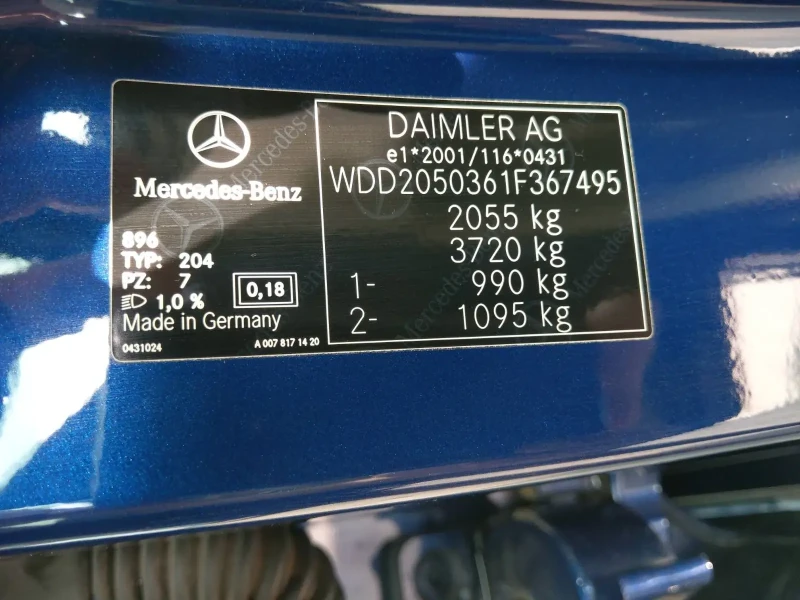 Mercedes-Benz
896
TYP: 204
PZ: 7
1,0 %
0,18
Made in Germany
0431024
A 007 817 14 20
DAIMLER AG
e1*2001/116*0431
WDD2050361F367495
2055 kg
3720 kg
1- 990 kg
2- 1095 kg